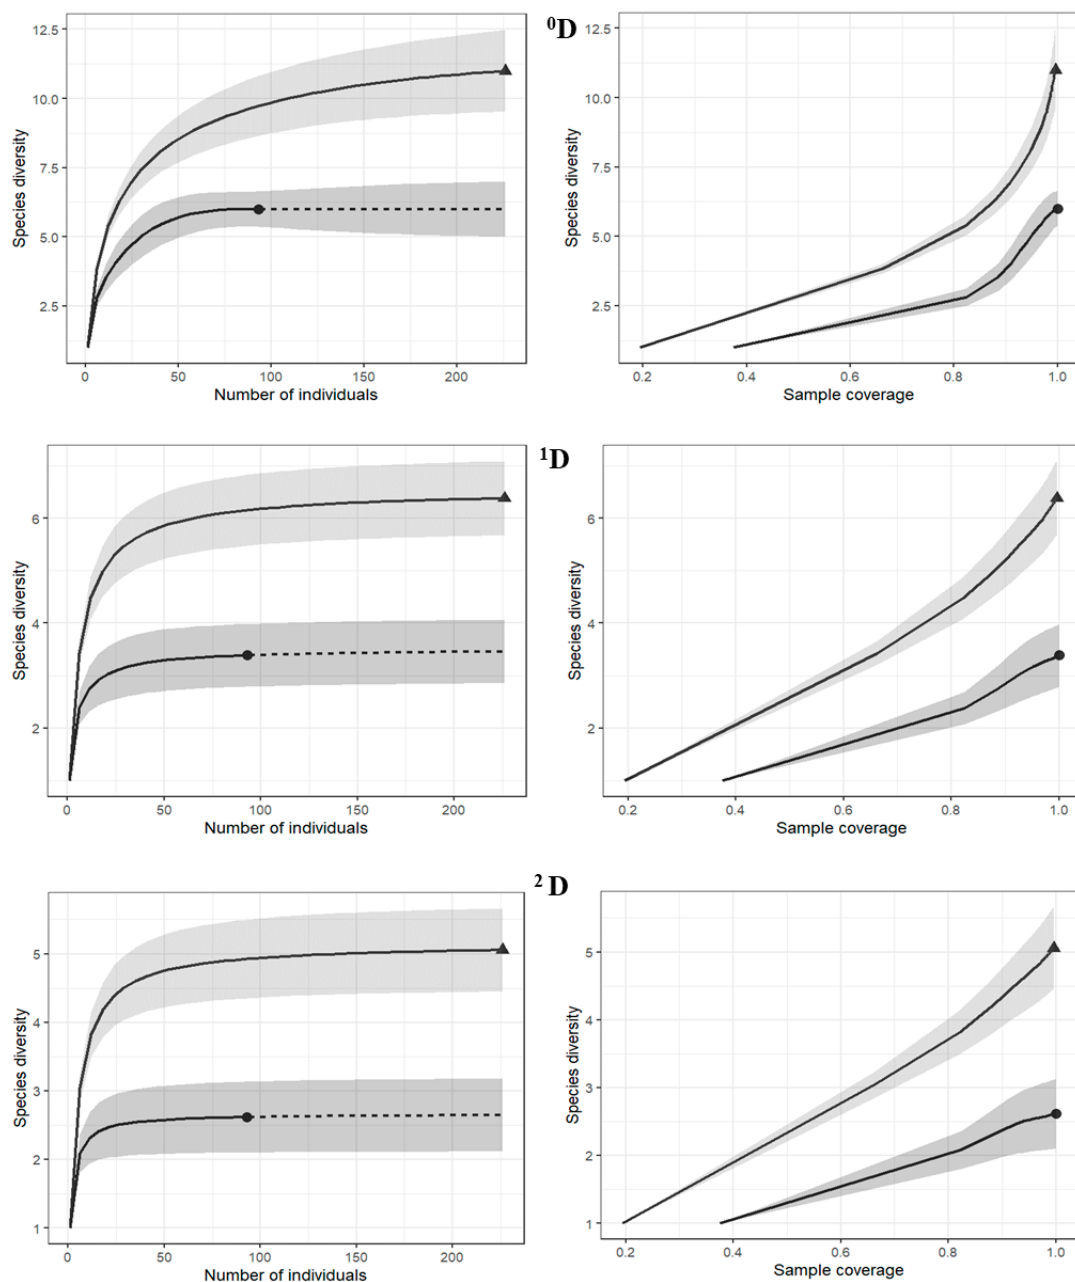 ⁰D
12.5
10.0
7.5
5.0
2.5
Species diversity
0 50 100 150 200
Number of individuals
12.5
10.0
7.5
5.0
2.5
Species diversity
0.2 0.4 0.6 0.8 1.0
Sample coverage
¹D
6
4
2
Species diversity
0 50 100 150 200
Number of individuals
6
4
2
Species diversity
0.2 0.4 0.6 0.8 1.0
Sample coverage
² D
5
4
3
2
1
Species diversity
0 50 100 150 200
Number of individuals
5
4
3
2
1
Species diversity
0.2 0.4 0.6 0.8 1.0
Sample coverage